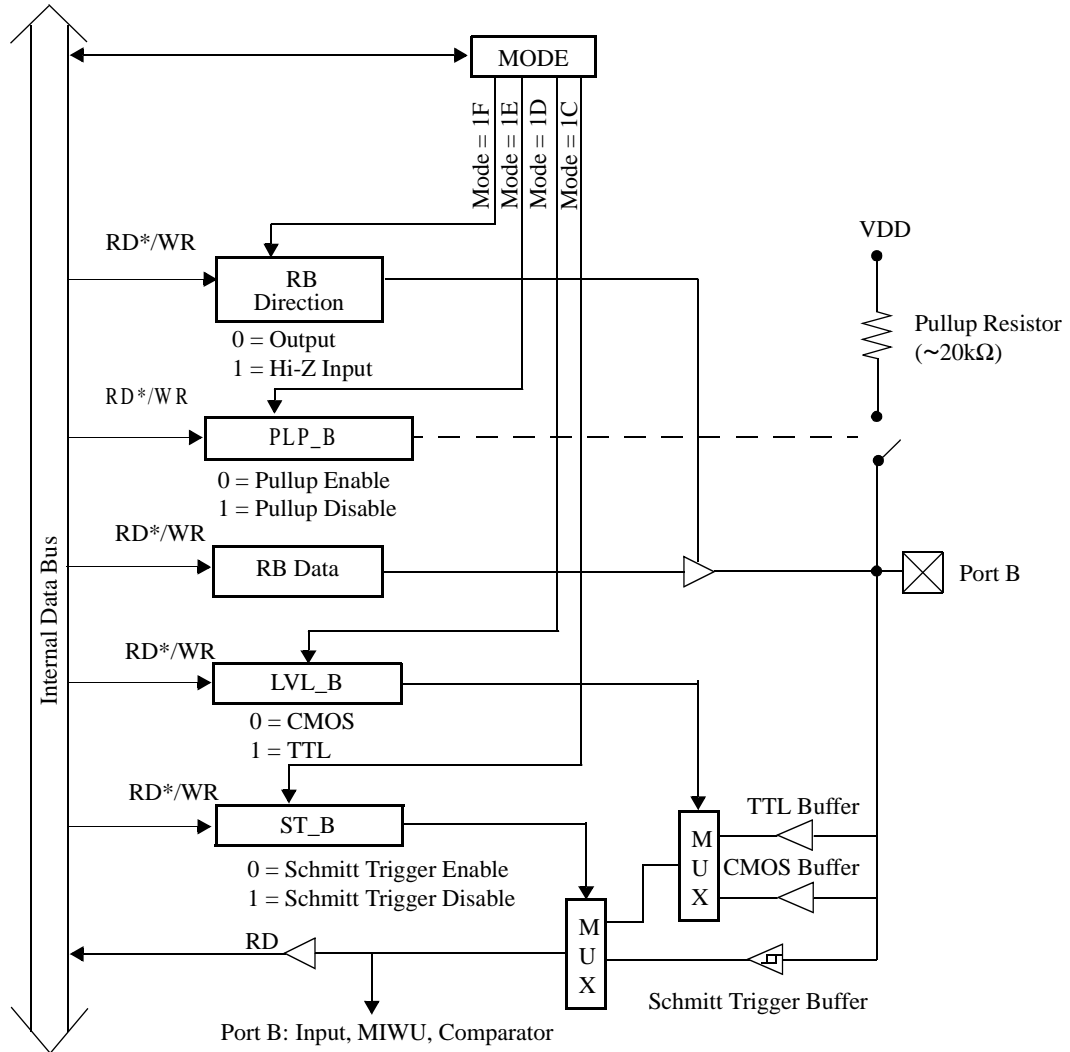 MODE
Mode = 1F
Mode = 1E
Mode = 1D
Mode = 1C
RD*/WR
RB
Direction
0 = Output
1 = Hi-Z Input
VDD
Pullup Resistor
(~20kΩ)
RD*/WR
PLP_B
0 = Pullup Enable
1 = Pullup Disable
RD*/WR
RB Data
Port B
Internal Data Bus
RD*/WR
LVL_B
0 = CMOS
1 = TTL
RD*/WR
ST_B
0 = Schmitt Trigger Enable
1 = Schmitt Trigger Disable
M
U
X
TTL Buffer
CMOS Buffer
M
U
X
RD
Schmitt Trigger Buffer
Port B: Input, MIWU, Comparator